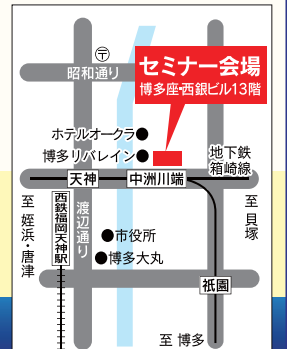 〒
昭和通り
セミナー会場
博多座・西銀ビル13階
ホテルオークラ●
博多リバレイン●
地下鉄
箱崎線
天神
中洲川端
至 姪浜・唐津
西鉄福岡天神駅
渡辺通り
●市役所
●博多大丸
至 貝塚
祇園
至 博多